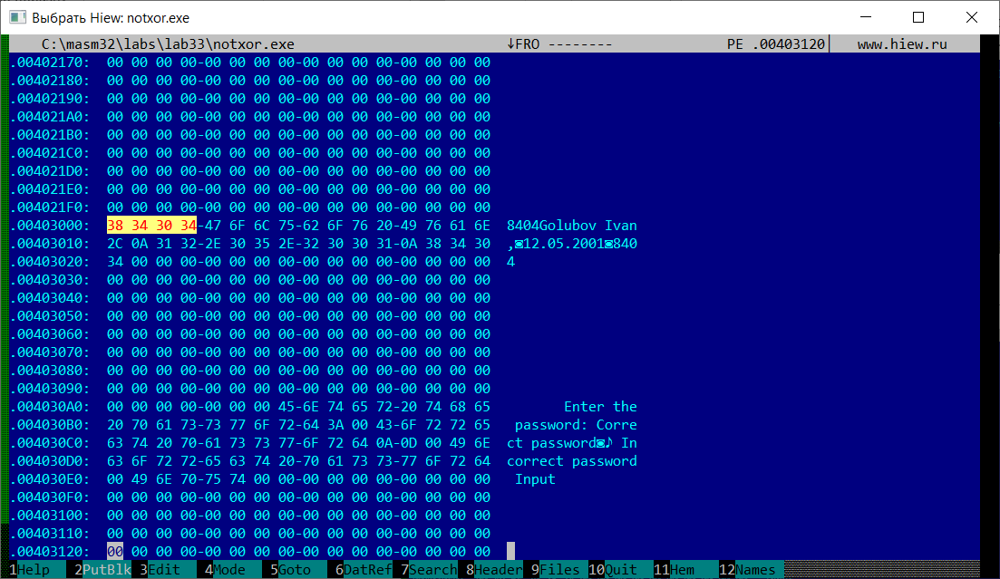 Выбрать Hiew: notxor.exe
C:\masm32\labs\lab33\notxor.exe ↓FRO -------- PE .00403120 www.hiew.ru
.00402170: 00 00 00 00-00 00 00 00-00 00 00 00-00 00 00 00
.00402180: 00 00 00 00-00 00 00 00-00 00 00 00-00 00 00 00
.00402190: 00 00 00 00-00 00 00 00-00 00 00 00-00 00 00 00
.004021A0: 00 00 00 00-00 00 00 00-00 00 00 00-00 00 00 00
.004021B0: 00 00 00 00-00 00 00 00-00 00 00 00-00 00 00 00
.004021C0: 00 00 00 00-00 00 00 00-00 00 00 00-00 00 00 00
.004021D0: 00 00 00 00-00 00 00 00-00 00 00 00-00 00 00 00
.004021E0: 00 00 00 00-00 00 00 00-00 00 00 00-00 00 00 00
.004021F0: 00 00 00 00-00 00 00 00-00 00 00 00-00 00 00 00
.00403000: 38 34 30 34-47 6F 6C 75-62 6F 76 20-49 76 61 6E 8404Golubov Ivan
.00403010: 2C 0A 31 32-2E 30 35 2E-32 30 30 31-0A 38 34 30 ,◙12.05.2001◙840
.00403020: 34 00 00 00-00 00 00 00-00 00 00 00-00 00 00 00 4
.00403030: 00 00 00 00-00 00 00 00-00 00 00 00-00 00 00 00
.00403040: 00 00 00 00-00 00 00 00-00 00 00 00-00 00 00 00
.00403050: 00 00 00 00-00 00 00 00-00 00 00 00-00 00 00 00
.00403060: 00 00 00 00-00 00 00 00-00 00 00 00-00 00 00 00
.00403070: 00 00 00 00-00 00 00 00-00 00 00 00-00 00 00 00
.00403080: 00 00 00 00-00 00 00 00-00 00 00 00-00 00 00 00
.00403090: 00 00 00 00-00 00 00 00-00 00 00 00-00 00 00 00
.004030A0: 00 00 00 00-00 00 00 45-6E 74 65 72-20 74 68 65 Enter the
.004030B0: 20 70 61 73-73 77 6F 72-64 3A 00 43-6F 72 72 65 password: Corre
.004030C0: 63 74 20 70-61 73 73 77-6F 72 64 0A-0D 00 49 6E ct password◙♪ In
.004030D0: 63 6F 72 72-65 63 74 20-70 61 73 73-77 6F 72 64 correct password
.004030E0: 00 49 6E 70-75 74 00 00-00 00 00 00-00 00 00 00 Input
.004030F0: 00 00 00 00-00 00 00 00-00 00 00 00-00 00 00 00
.00403100: 00 00 00 00-00 00 00 00-00 00 00 00-00 00 00 00
.00403110: 00 00 00 00-00 00 00 00-00 00 00 00-00 00 00 00
.00403120: 00 00 00 00-00 00 00 00-00 00 00 00-00 00 00 00
1Help 2PutBlk 3Edit 4Mode 5Goto 6DatRef 7Search 8Header 9Files 10Quit 11Hem 12Names